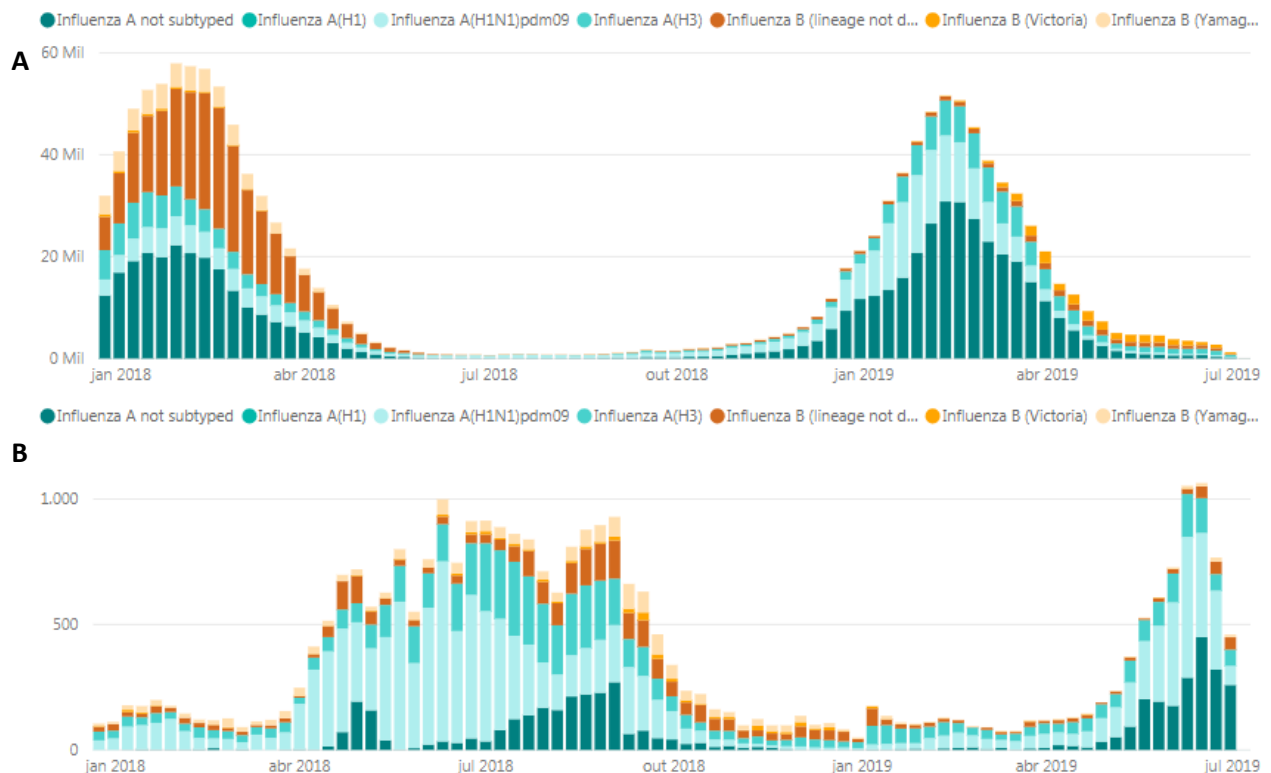 Influenza A not subtyped Influenza A(H1) Influenza A(H1N1)pdm09 Influenza A(H3) Influenza B (lineage not d... Influenza B (Victoria) Influenza B (Yamag...
A
60 Mil
40 Mil
20 Mil
0 Mil
jan 2018 abr 2018 jul 2018 out 2018 jan 2019 abr 2019 jul 2019
Influenza A not subtyped Influenza A(H1) Influenza A(H1N1)pdm09 Influenza A(H3) Influenza B (lineage not d... Influenza B (Victoria) Influenza B (Yamag...
B
1.000
500
0
jan 2018 abr 2018 jul 2018 out 2018 jan 2019 abr 2019 jul 2019